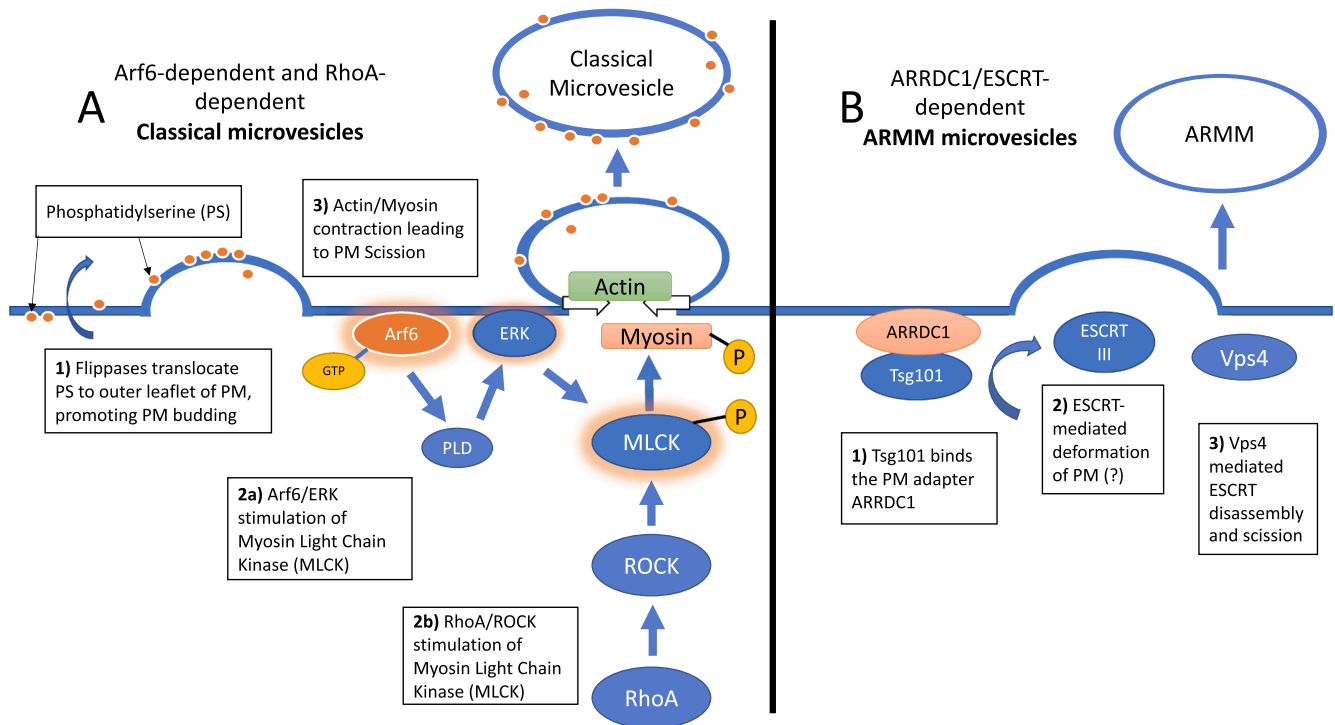 A
Arf6-dependent and RhoA-
dependent
Classical microvesicles
Classical
Microvesicle
Phosphatidylserine (PS)
3) Actin/Myosin
contraction leading
to PM Scission
Actin
Arf6
ERK
Myosin
P
GTP
1) Flippases translocate
PS to outer leaflet of PM,
promoting PM budding
PLD
MLCK
P
2a) Arf6/ERK
stimulation of
Myosin Light Chain
Kinase (MLCK)
ROCK
2b) RhoA/ROCK
stimulation of
Myosin Light Chain
Kinase (MLCK)
RhoA
B
ARRDC1/ESCRT-
dependent
ARMM microvesicles
ARMM
ARRDC1
Tsg101
ESCRT
III
Vps4
1) Tsg101 binds
the PM adapter
ARRDC1
2) ESCRT-
mediated
deformation
of PM (?)
3) Vps4
mediated
ESCRT
disassembly
and scission